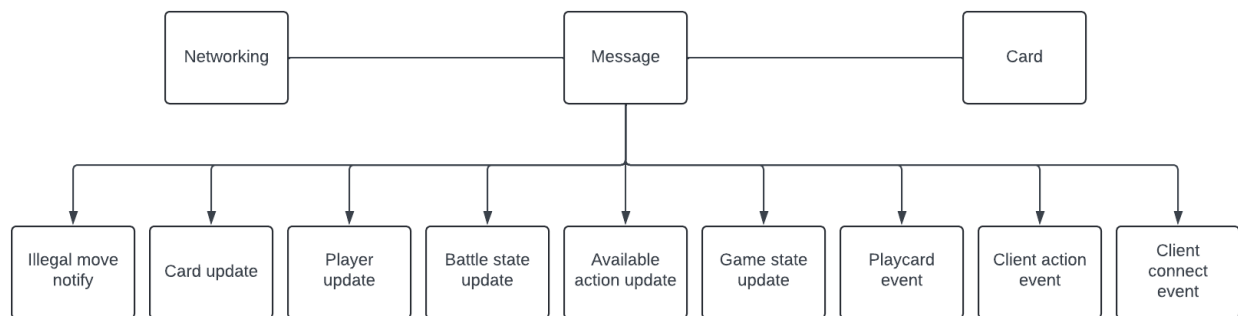 Networking
Message
Card
Illegal move
notify
Card update
Player
update
Battle state
update
Available
action update
Game state
update
Playcard
event
Client action
event
Client
connect
event